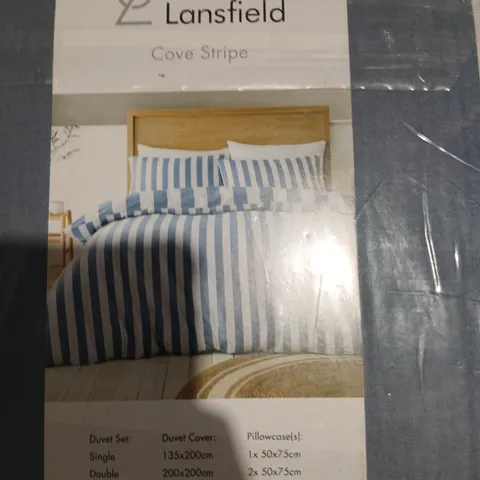 Lansfield
Cove Stripe
Duvet Set: Duvet Cover: Pillowcase(s):
Single 135x200cm 1x 50x75cm
Double 200x200cm 2x 50x75cm